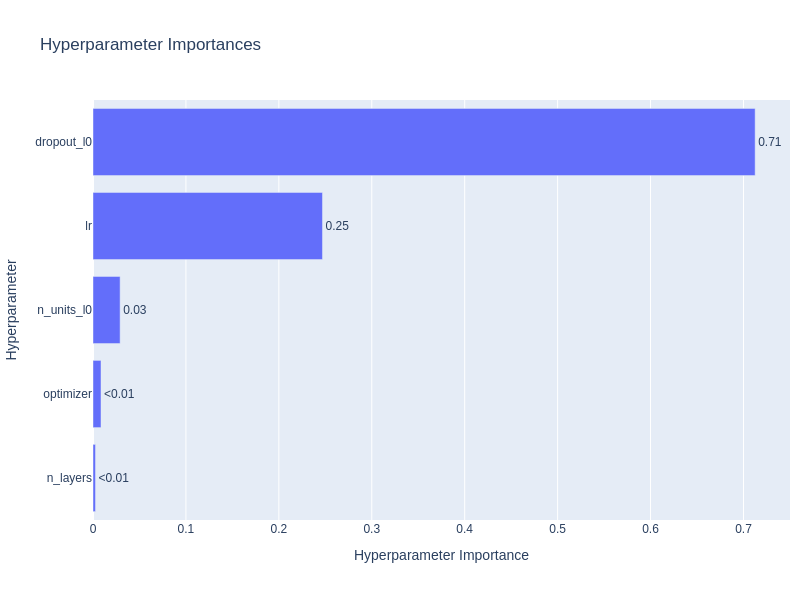 Hyperparameter Importances
Hyperparameter
dropout_l0 0.71
lr 0.25
n_units_l0 0.03
optimizer <0.01
n_layers <0.01
0 0.1 0.2 0.3 0.4 0.5 0.6 0.7
Hyperparameter Importance